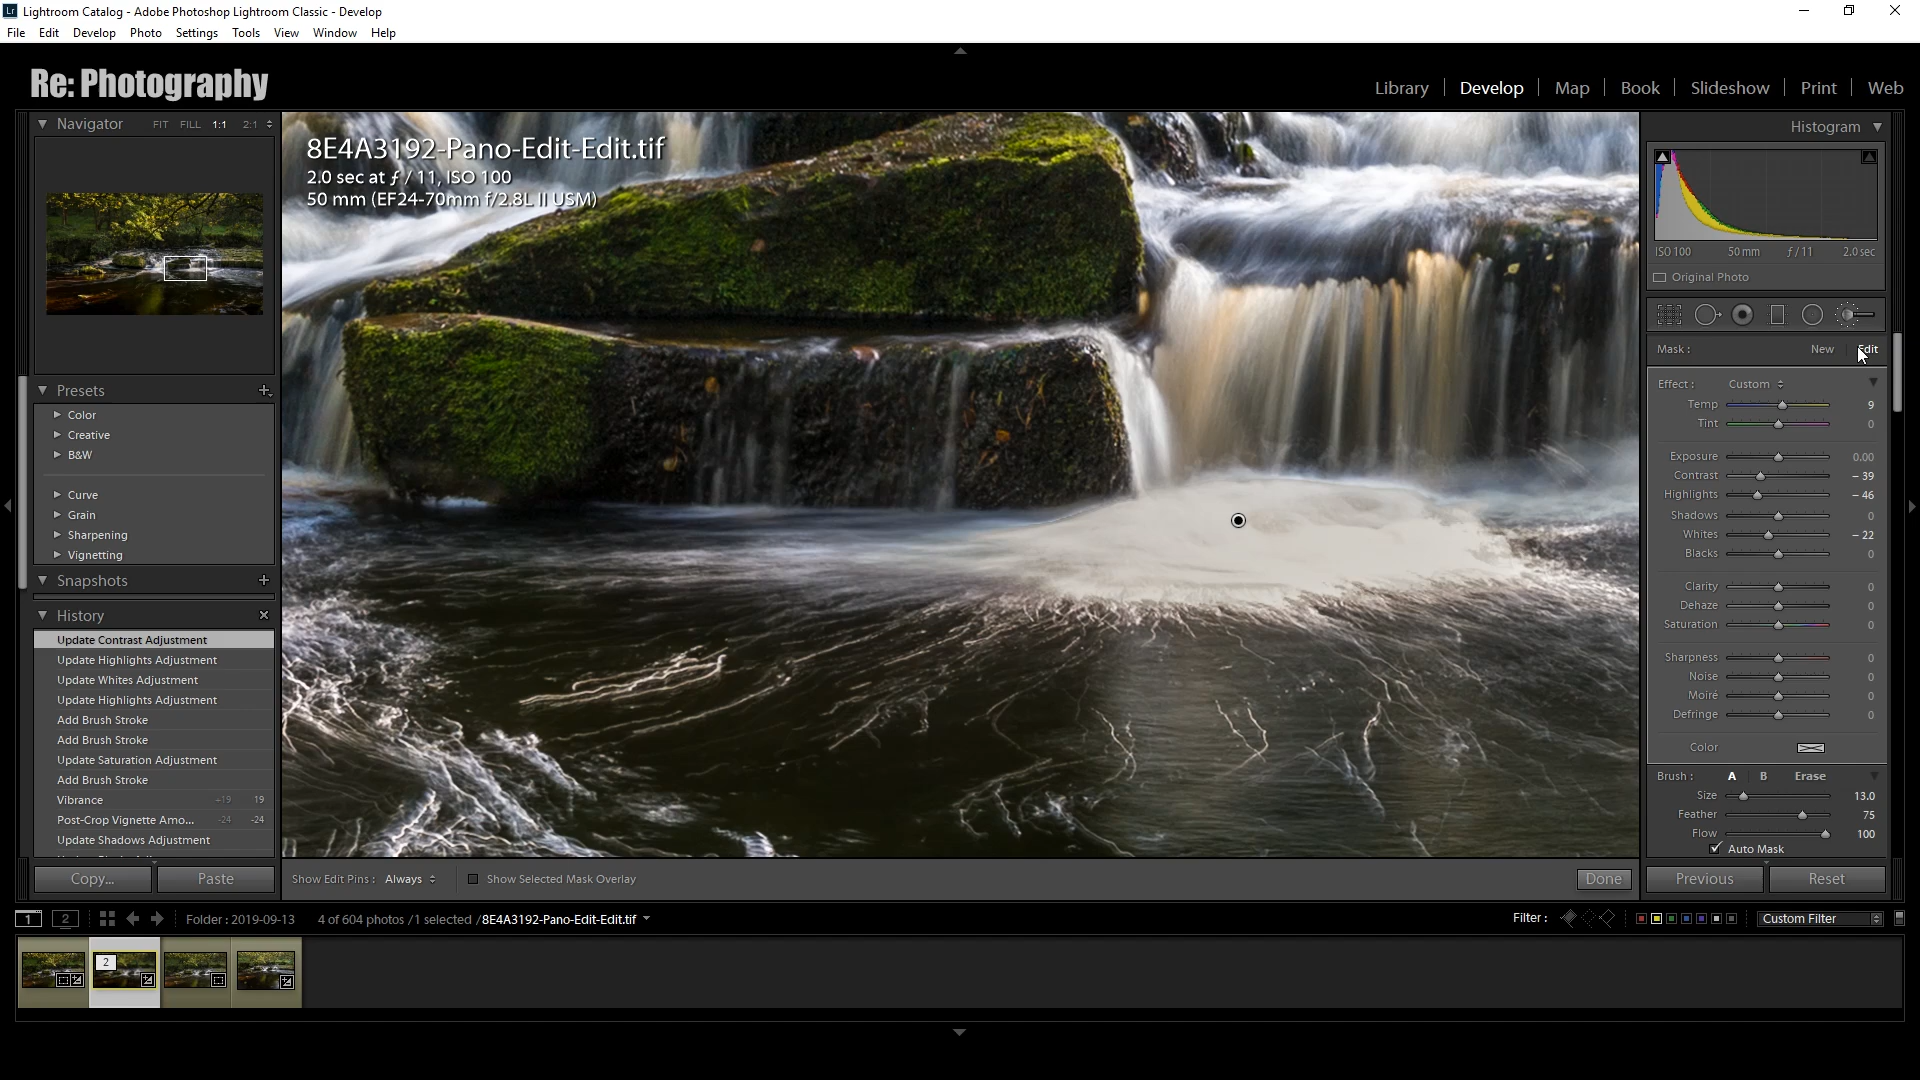 Lightroom Catalog - Adobe Photoshop Lightroom Classic - Develop
File Edit Develop Photo Settings Tools View Window Help
Re: Photography
Library Develop Map Book Slideshow Print Web
Navigator FIT FILL 1:1 2:1
Histogram
8E4A3192-Pano-Edit-Edit.tif
2.0 sec at ƒ / 11, ISO 100
50 mm (EF24-70mm f/2.8L II USM)
ISO 100 50 mm ƒ / 11 2.0 sec
Original Photo
Mask : New Edit
Effect : Custom
Temp 9
Tint 0
Exposure 0.00
Contrast – 39
Highlights – 46
Shadows 0
Whites – 22
Blacks 0
Clarity 0
Dehaze 0
Saturation 0
Sharpness 0
Noise 0
Moiré 0
Defringe 0
Color
Brush : A B Erase
Size 13.0
Feather 75
Flow 100
Auto Mask
Previous Reset
Presets
Color
Creative
B&W
Curve
Grain
Sharpening
Vignetting
Snapshots
History
Update Contrast Adjustment
Update Highlights Adjustment
Update Whites Adjustment
Update Highlights Adjustment
Add Brush Stroke
Add Brush Stroke
Update Saturation Adjustment
Add Brush Stroke
Vibrance -19 19
Post-Crop Vignette Amo... -24 -24
Update Shadows Adjustment
Copy... Paste
Show Edit Pins : Always Show Selected Mask Overlay Done
1 2 Folder : 2019-09-13 4 of 604 photos / 1 selected / 8E4A3192-Pano-Edit-Edit.tif Filter : Custom Filter
2